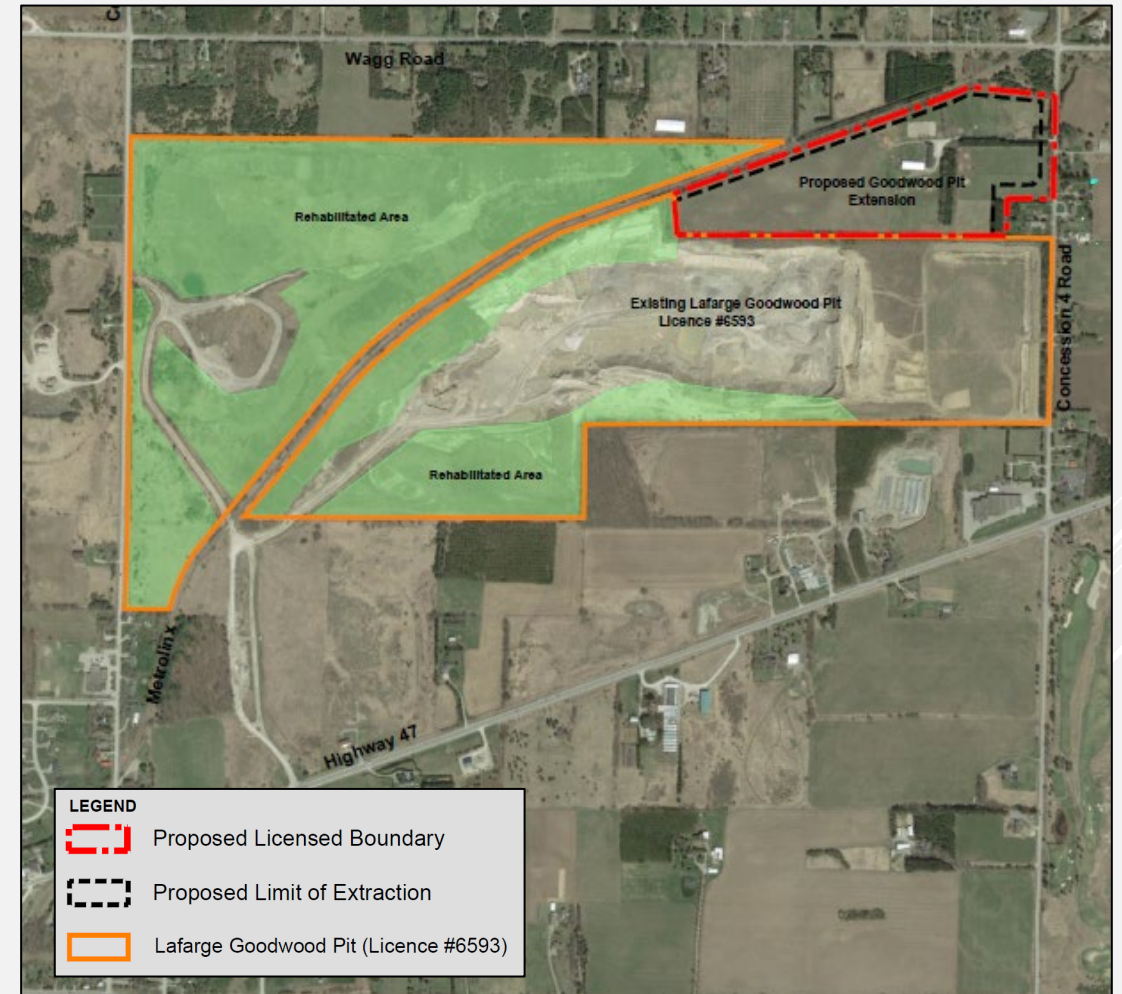 C
Wagg Road
Proposed Goodwood Pit
Extension
Rehabilitated Area
Existing Lafarge Goodwood Pit
Licence #6593
Concession 4 Road
Rehabilitated Area
Metrolinx
Highway 47
LEGEND
Proposed Licensed Boundary
Proposed Limit of Extraction
Lafarge Goodwood Pit (Licence #6593)